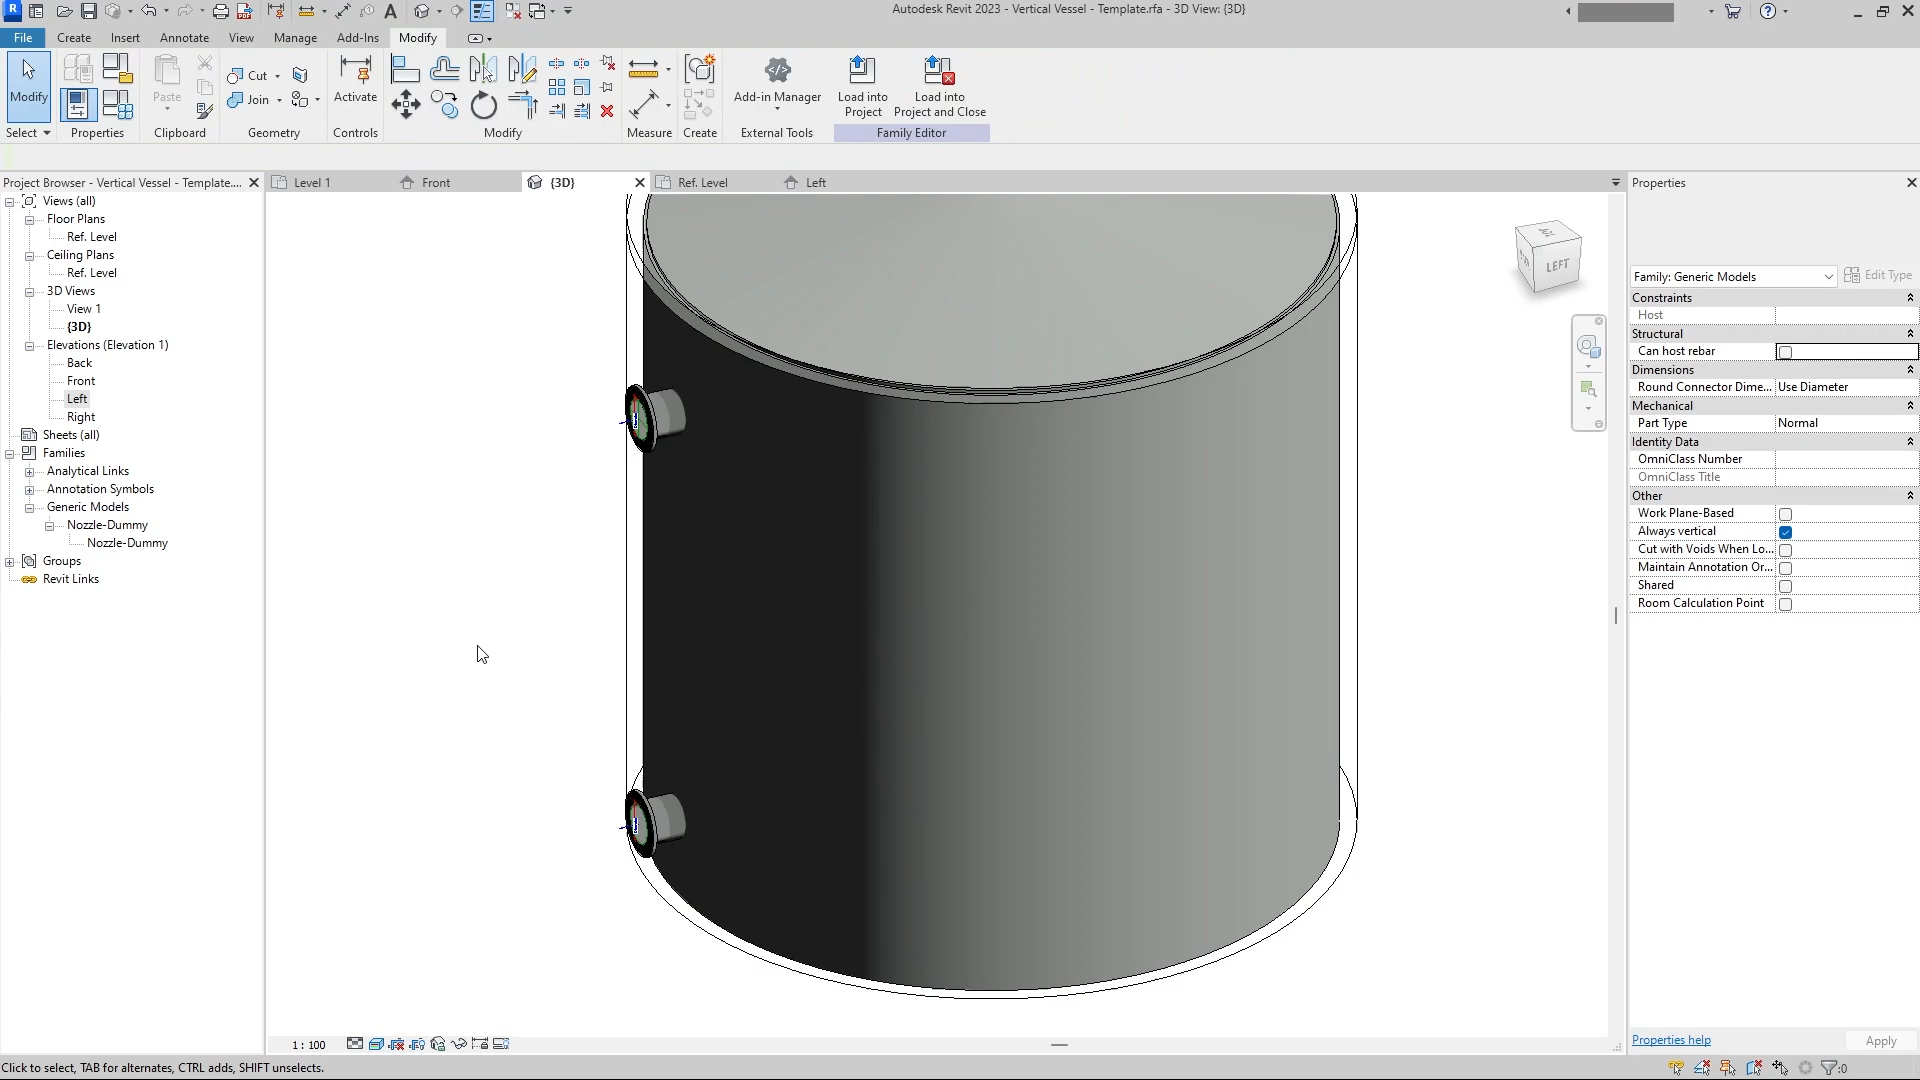 Autodesk Revit 2023 - Vertical Vessel - Template.rfa - 3D View: {3D}
File Create Insert Annotate View Manage Add-Ins Modify
Modify Paste Cut Join Activate Add-in Manager Load into Project Load into Project and Close
Select Properties Clipboard Geometry Controls Modify Measure Create External Tools Family Editor
Project Browser - Vertical Vessel - Template....
Level 1 Front {3D} Ref. Level Left
Properties
Views (all)
Floor Plans
Ref. Level
Ceiling Plans
Ref. Level
3D Views
View 1
{3D}
Elevations (Elevation 1)
Back
Front
Left
Right
Sheets (all)
Families
Analytical Links
Annotation Symbols
Generic Models
Nozzle-Dummy
Nozzle-Dummy
Groups
Revit Links
LEFT
Family: Generic Models Edit Type
Constraints
Host
Structural
Can host rebar
Dimensions
Round Connector Dime... Use Diameter
Mechanical
Part Type Normal
Identity Data
OmniClass Number
OmniClass Title
Other
Work Plane-Based
Always vertical
Cut with Voids When Lo...
Maintain Annotation Or...
Shared
Room Calculation Point
Properties help Apply
1 : 100
Click to select, TAB for alternates, CTRL adds, SHIFT unselects.
:0